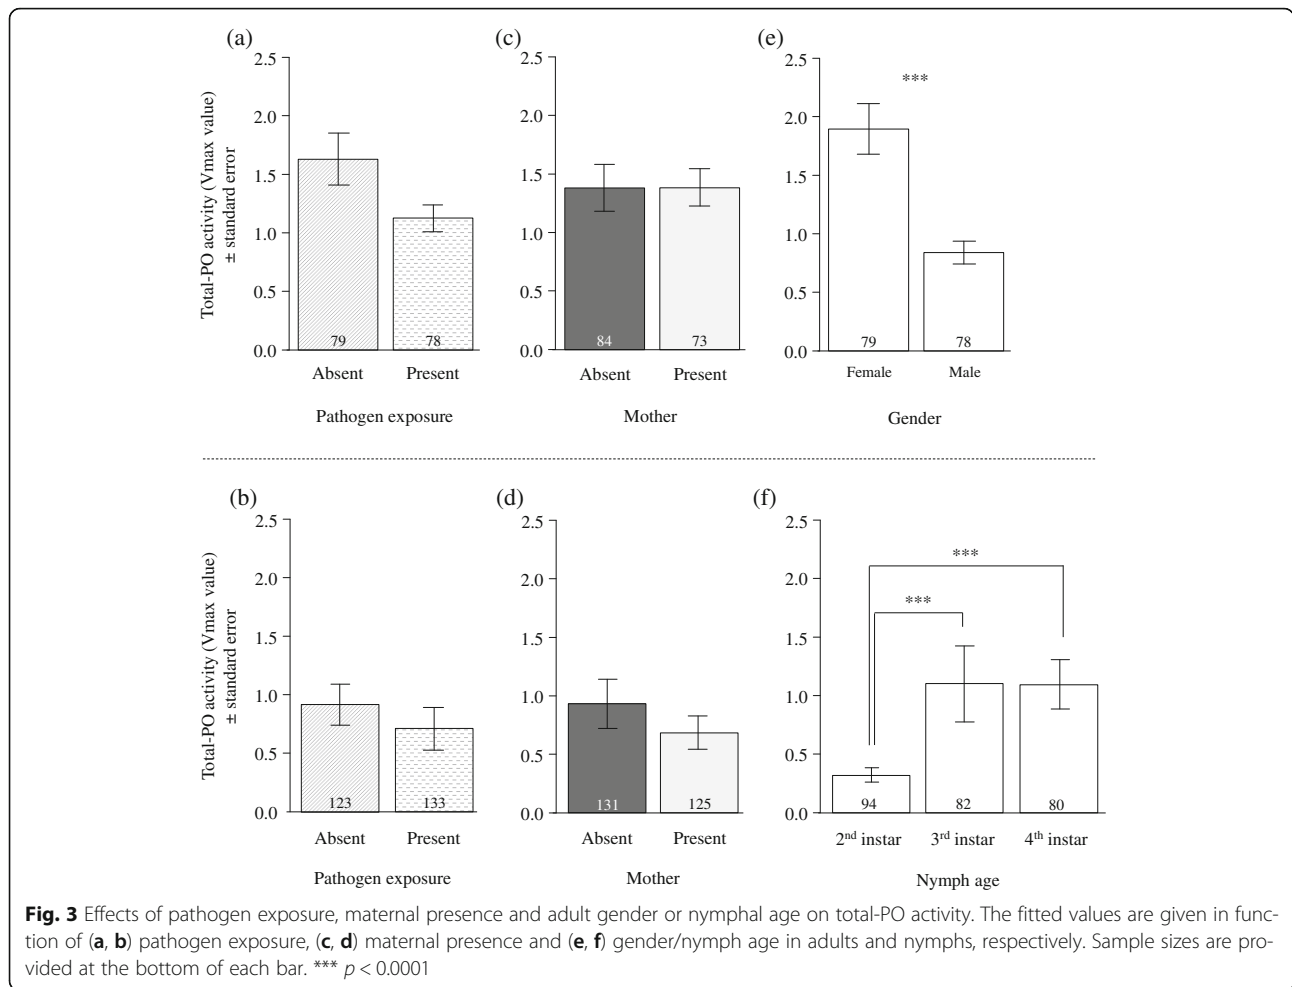 (a)
(c)
(e)
Total-PO activity (Vmax value)
± standard error
2.5
2.0
1.5
1.0
0.5
0.0
79
78
Absent
Present
Pathogen exposure
2.5
2.0
1.5
1.0
0.5
0.0
84
73
Absent
Present
Mother
2.5
2.0
1.5
1.0
0.5
0.0
***
79
78
Female
Male
Gender
(b)
(d)
(f)
Total-PO activity (Vmax value)
± standard error
2.5
2.0
1.5
1.0
0.5
0.0
123
133
Absent
Present
Pathogen exposure
2.5
2.0
1.5
1.0
0.5
0.0
131
125
Absent
Present
Mother
2.5
2.0
1.5
1.0
0.5
0.0
***
***
94
82
80
2nd instar
3rd instar
4th instar
Nymph age
Fig. 3 Effects of pathogen exposure, maternal presence and adult gender or nymphal age on total-PO activity. The fitted values are given in func-
tion of (a, b) pathogen exposure, (c, d) maternal presence and (e, f) gender/nymph age in adults and nymphs, respectively. Sample sizes are pro-
vided at the bottom of each bar. *** p < 0.0001